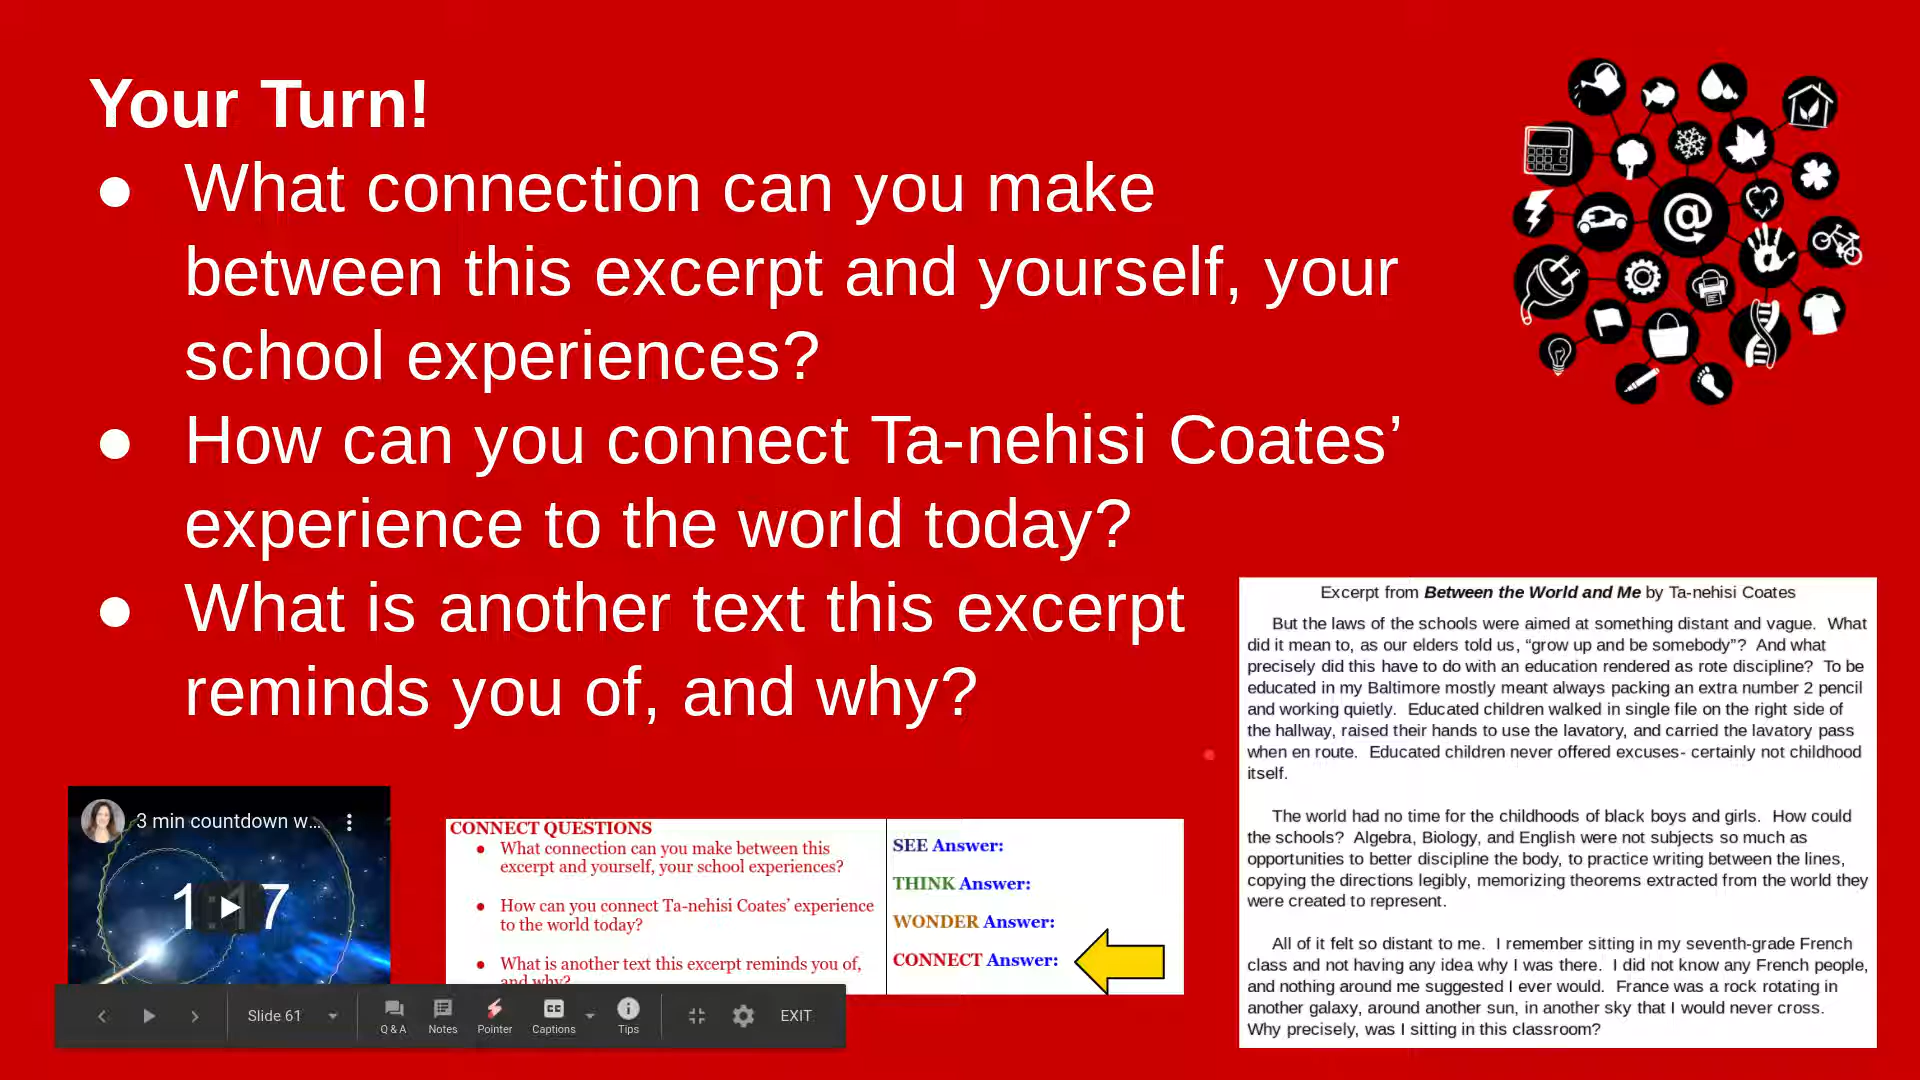 Your Turn!
● What connection can you make
between this excerpt and yourself, your
school experiences?
● How can you connect Ta-nehisi Coates’
experience to the world today?
● What is another text this excerpt
reminds you of, and why?
Excerpt from Between the World and Me by Ta-nehisi Coates
But the laws of the schools were aimed at something distant and vague. What
did it mean to, as our elders told us, “grow up and be somebody”? And what
precisely did this have to do with an education rendered as rote discipline? To be
educated in my Baltimore mostly meant always packing an extra number 2 pencil
and working quietly. Educated children walked in single file on the right side of
the hallway, raised their hands to use the lavatory, and carried the lavatory pass
when en route. Educated children never offered excuses- certainly not childhood
itself.
The world had no time for the childhoods of black boys and girls. How could
the schools? Algebra, Biology, and English were not subjects so much as
opportunities to better discipline the body, to practice writing between the lines,
copying the directions legibly, memorizing theorems extracted from the world they
were created to represent.
All of it felt so distant to me. I remember sitting in my seventh-grade French
class and not having any idea why I was there. I did not know any French people,
and nothing around me suggested I ever would. France was a rock rotating in
another galaxy, around another sun, in another sky that I would never cross.
Why precisely, was I sitting in this classroom?
3 min countdown w...
1:17
CONNECT QUESTIONS
● What connection can you make between this
excerpt and yourself, your school experiences?
● How can you connect Ta-nehisi Coates’ experience
to the world today?
● What is another text this excerpt reminds you of,
and why?
SEE Answer:
THINK Answer:
WONDER Answer:
CONNECT Answer:
Slide 61
Q & A
Notes
Pointer
CC
Captions
Tips
EXIT
@